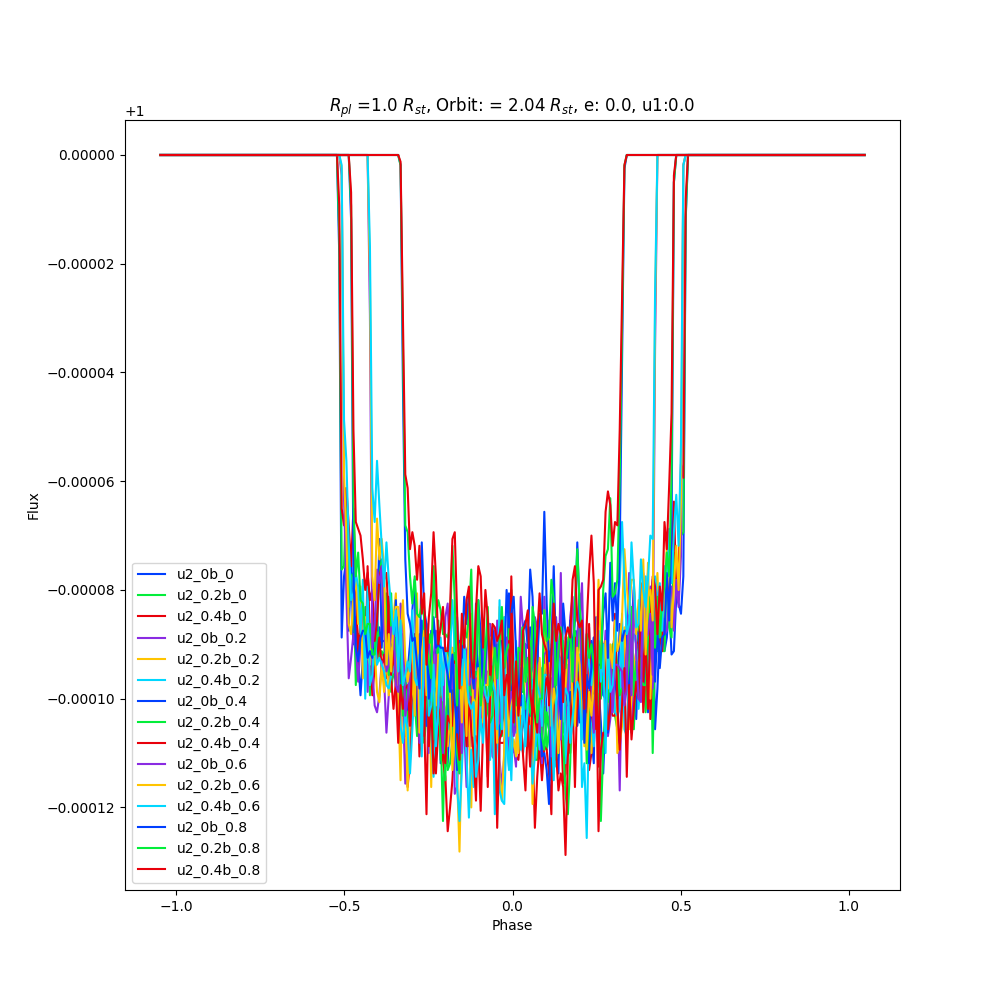 R_pl =1.0 R_st, Orbit: = 2.04 R_st, e: 0.0, u1:0.0
+1
0.00000
−0.00002
−0.00004
−0.00006
−0.00008
−0.00010
−0.00012
Flux
u2_0b_0
u2_0.2b_0
u2_0.4b_0
u2_0b_0.2
u2_0.2b_0.2
u2_0.4b_0.2
u2_0b_0.4
u2_0.2b_0.4
u2_0.4b_0.4
u2_0b_0.6
u2_0.2b_0.6
u2_0.4b_0.6
u2_0b_0.8
u2_0.2b_0.8
u2_0.4b_0.8
−1.0
−0.5
0.0
0.5
1.0
Phase